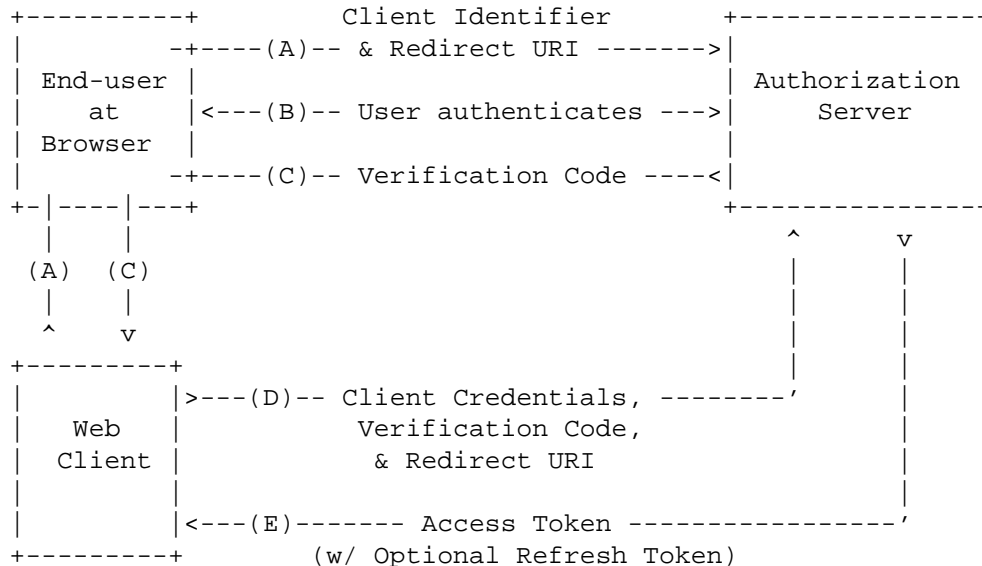 Client Identifier
(A)-- & Redirect URI
End-user
at
Browser
Authorization
Server
(B)-- User authenticates
(C)-- Verification Code
(A) (C)
Web
Client
(D)-- Client Credentials,
Verification Code,
& Redirect URI
(E)
Access Token
(w/ Optional Refresh Token)